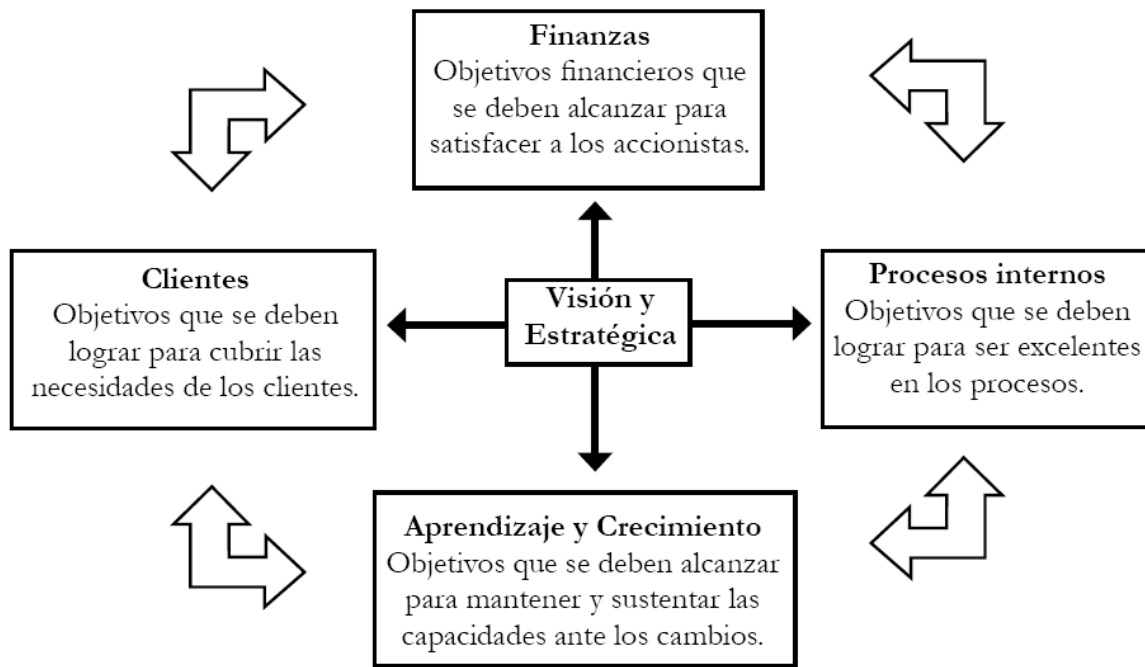 Finanzas
Objetivos financieros que
se deben alcanzar para
satisfacer a los accionistas.
Clientes
Objetivos que se deben
lograr para cubrir las
necesidades de los clientes.
Visión y
Estratégica
Procesos internos
Objetivos que se deben
lograr para ser excelentes
en los procesos.
Aprendizaje y Crecimiento
Objetivos que se deben alcanzar
para mantener y sustentar las
capacidades ante los cambios.